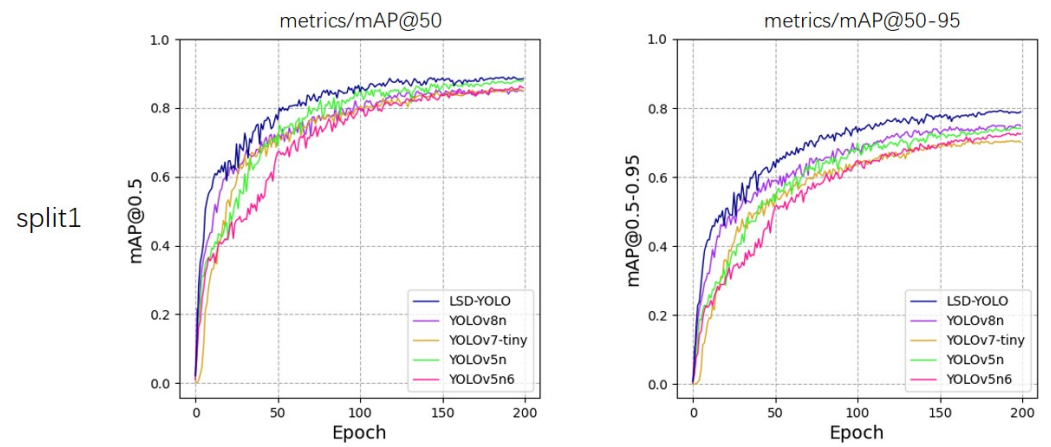 split1
metrics/mAP@50
mAP@0.5
1.0
0.8
0.6
0.4
0.2
0.0
0
50
100
150
200
Epoch
LSD-YOLO
YOLOv8n
YOLOv7-tiny
YOLOv5n
YOLOv5n6
metrics/mAP@50-95
mAP@0.5-0.95
1.0
0.8
0.6
0.4
0.2
0.0
0
50
100
150
200
Epoch
LSD-YOLO
YOLOv8n
YOLOv7-tiny
YOLOv5n
YOLOv5n6